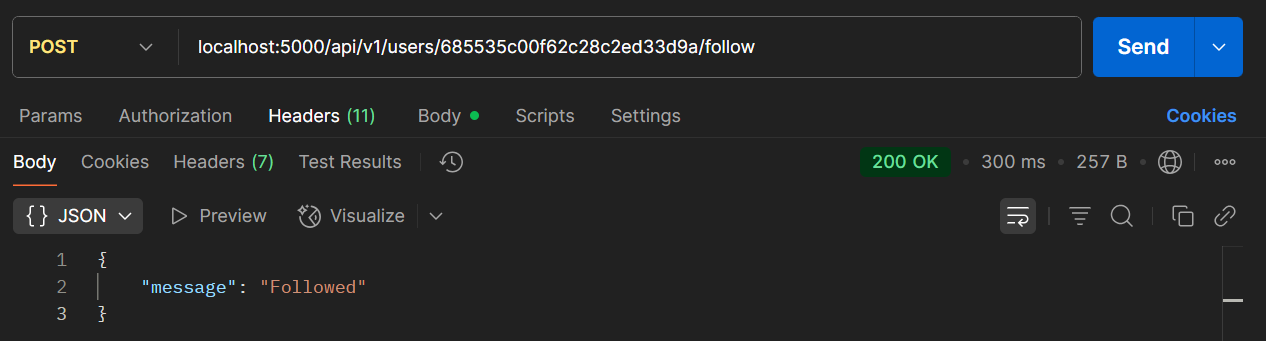 POST localhost:5000/api/v1/users/685535c00f62c28c2ed33d9a/follow Send
Params Authorization Headers (11) Body Scripts Settings Cookies
Body Cookies Headers (7) Test Results 200 OK 300 ms 257 B
{} JSON Preview Visualize
1 {
2 "message": "Followed"
3 }